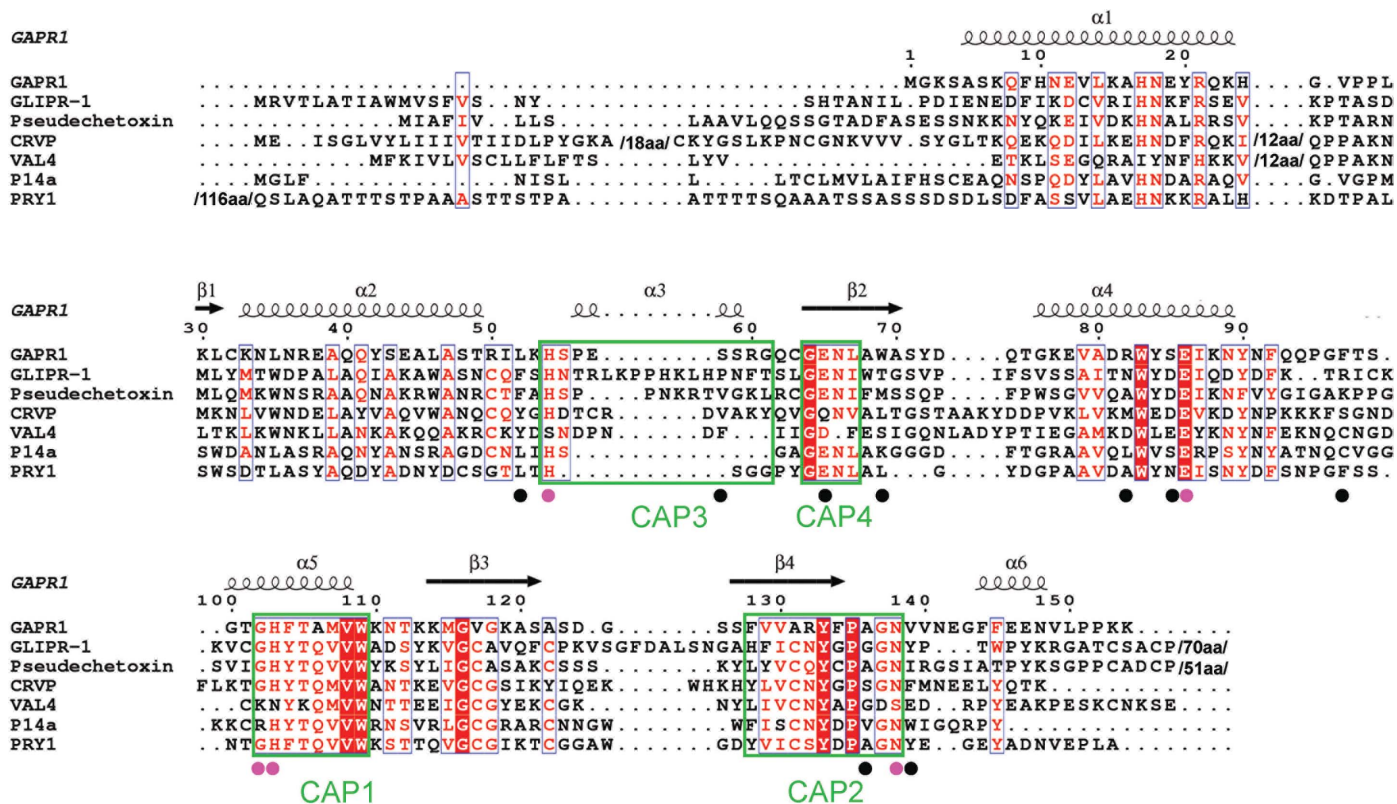 α1
GAPR1
1 10 20
GAPR1 .................................................MGKSASKQFHNEVLKAHNEYRQKH....G.VPPL
GLIPR-1 ....MRVTLATIAWMVSFVS.NY..................SHTANIL.PDIENEDFIKDCVRIHNKFRSEV....KPTASD
Pseudechetoxin ..............MIAFIV.LLS.........LAAVLQQSSGTADFASESSNKKNYQKEIVDKHNALRRSV....KPTARN
CRVP ....ME..ISGLVYLIIIVTIIDLPYGKA /18aa/CKYGSLKPNCGNKVVV.SYGLTKQEKQDILKEHNDFRQKI/12aa/QPPAKN
VAL4 ............MFKIVLVSCLLFLFTS......LYV..................ETKLSEGQRAIYNFHKKV/12aa/QPPAKN
P14a ....MGLF..............NISL......L.......LTCLMVLAIFHSCEAQNSPQDYLAVHNDARAQV....G.VGPM
PRY1 /116aa/QSLAQATTTSTPAAASTTSTPA.......ATTTTSQAAATSSASSSDSDLSDFASSVLAEHNKKRALH....KDTPAL
β1 α2 α3 β2 α4
GAPR1
30 40 50 60 70 80 90
GAPR1 KLCKNLNREAQQYSEALASTRILKHSPE........SSRGQCGENLAWASYD....QTGKEVADRWYSEIKNYNFQQPGFTS.
GLIPR-1 MLYMTWDPALAQIAKAWASNCQFSHNTRLKPPHKLHPNFTSLGENIWTGSVP...IFSVSSAITNWYDEIQDYDFK..TRICK
Pseudechetoxin MLQMKWNSRAAQNAKRWANRCTFAHSPP....PNKRTVGKLRCGENIFMSSQP...FPWSGVVQAWYDEIKNFVYGIGAKPPG
CRVP MKNLVWNDELAYVAQVWANQCQYGHDTCR.......DVAKYQVGQNVALTGSTAAKYDDPVKLVKMWEDEVKDYNPKKKFSGND
VAL4 LTKLKWNKLLANKAKQQAKRCKYDSNDPN.......DF...IIGD.FESIGQNLADYPTIEGAMKDWLEEYKNYNFEKNQCNGD
P14a SWDANLASRAQNYANSRAGDCNLIHS................GAGENLAKGGGD....FTGRAAVQLWVSERPSYNYATNQCVGG
PRY1 SWSDTLASYAQDYADNYDCSGTLTH...........SGGPYGENLALG.....YDGPAAVDAWYNEISNYDFSNPGFSS.
CAP3 CAP4
α5 β3 β4 α6
GAPR1
100 110 120 130 140 150
GAPR1 ..GTGHFTAMVWKNTKKMGVGKASASD.G......SSFVVARYFPAGNVVNEGFFEENVLPPKK.......
GLIPR-1 .KVCGHYTQVVWADSYKVGCAVQFCPKVSGFDALSNGAHFICNYGPGGNYP..TWPYKRGATCSACP/70aa/
Pseudechetoxin .SVIGHYTQVVWYKSYLIGCASAKCSSS......KYLYVCQYCPAGNIRGSIATPYKSGPPCADCP/51aa/
CRVP FLKTGHYTQMVWANTKEVGCGSIKYIQEK.....WHKHYLVCNYGPSGNFMNEELYQTK............
VAL4 ..CKNYKQMVWNTTEEIGCGYEKCGK........NYLIVCNYAPGDSED..RPYEAKPESKCNKSE.....
P14a .KKCRHYTQVVWRNSVRLGCGRARCNNGW......WFISCNYDPVGNWIGQRPY.................
PRY1 ..NTGHFTQVVWKSTTQVGCGIKTCGGAW......GDYVICSYDPAGNYE..GEYADNVEPLA........
CAP1 CAP2